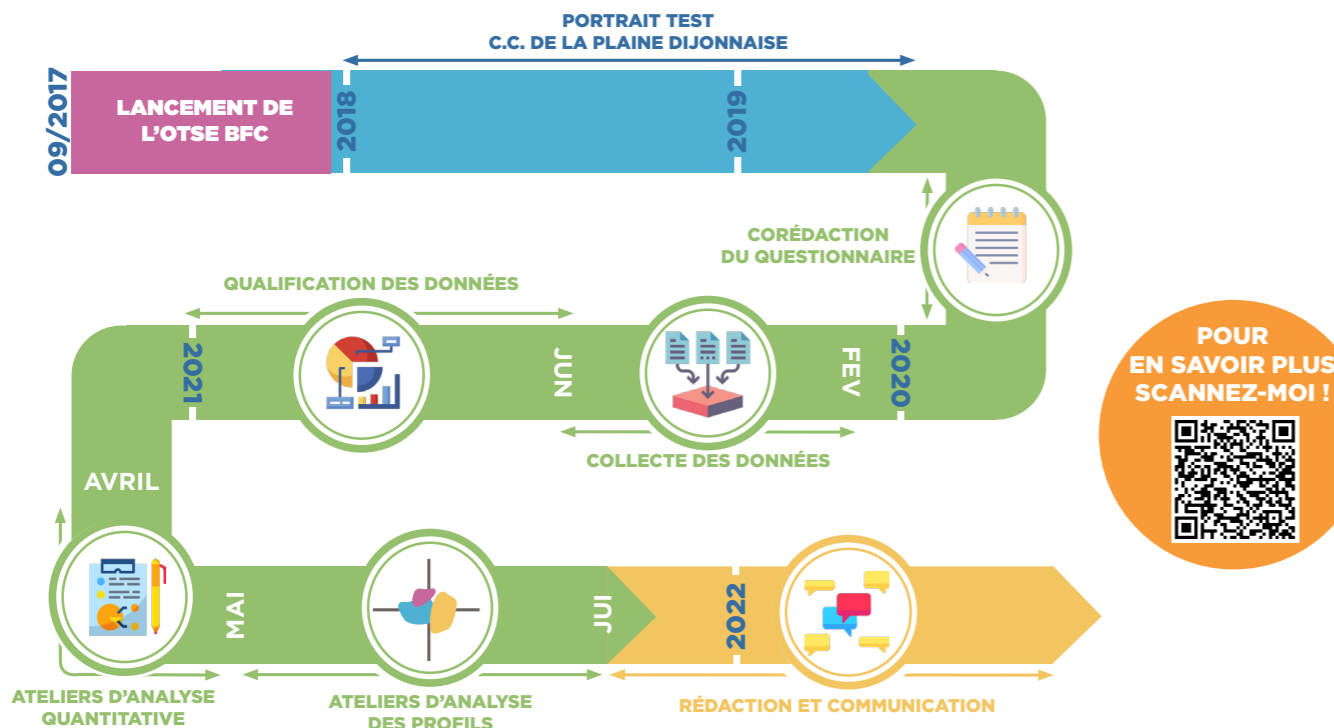 PORTRAIT TEST
C.C. DE LA PLAINE DIJONNAISE
09/2017
LANCEMENT DE
L'OTSE BFC
2018
2019
CORÉDACTION
DU QUESTIONNAIRE
QUALIFICATION DES DONNÉES
2021
JUN
FEV
2020
COLLECTE DES DONNÉES
POUR
EN SAVOIR PLUS
SCANNEZ-MOI !
AVRIL
MAI
JUI
2022
ATELIERS D'ANALYSE
QUANTITATIVE
ATELIERS D'ANALYSE
DES PROFILS
RÉDACTION ET COMMUNICATION